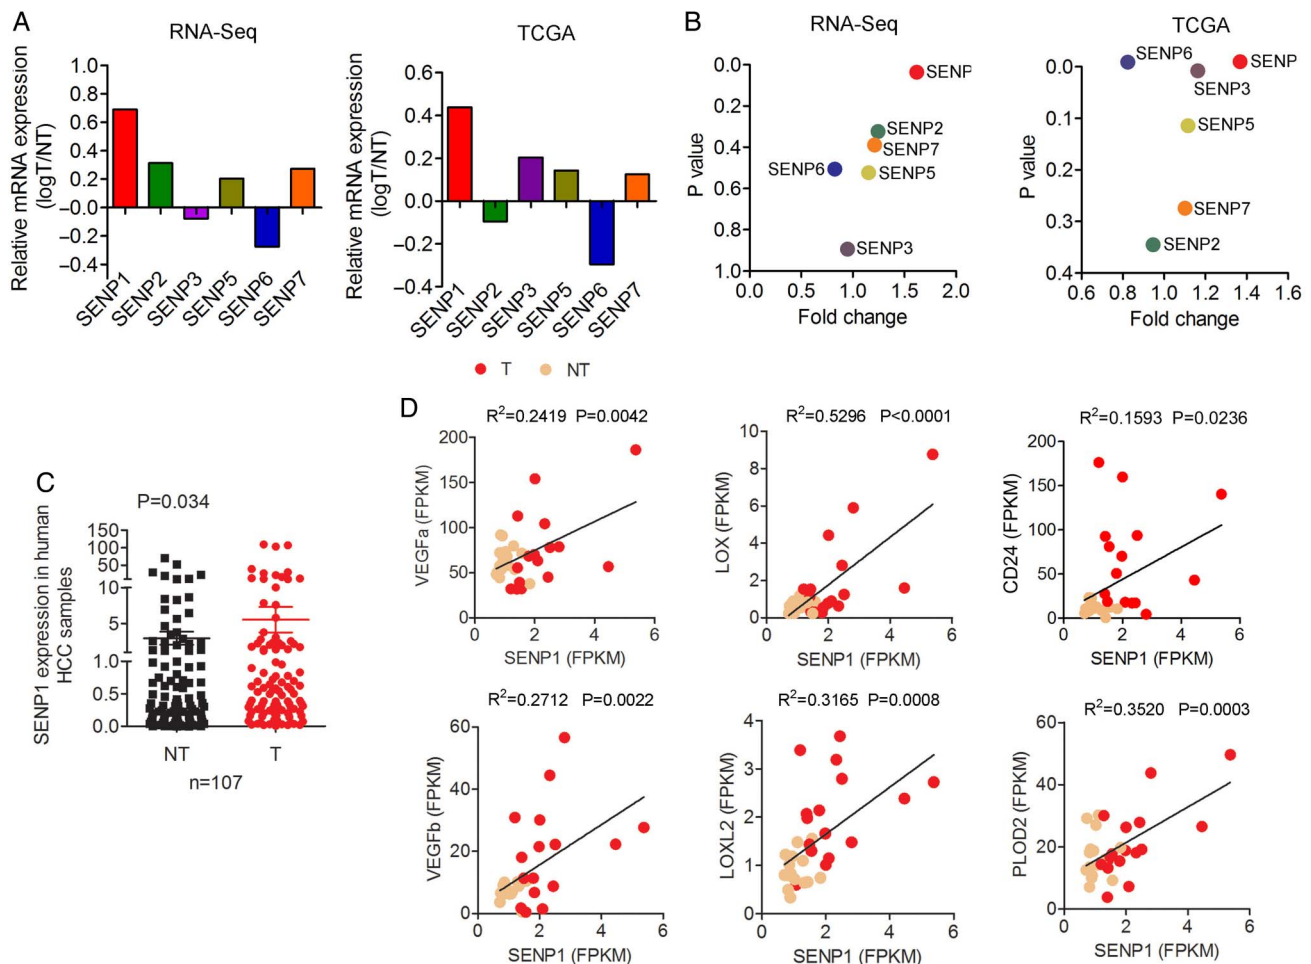 A
RNA-Seq
Relative mRNA expression
(logT/NT)
1.0
0.8
0.6
0.4
0.2
−0.0
−0.2
−0.4
SENP1
SENP2
SENP3
SENP5
SENP6
SENP7
TCGA
Relative mRNA expression
(logT/NT)
0.6
0.4
0.2
0.0
−0.2
−0.4
SENP1
SENP2
SENP3
SENP5
SENP6
SENP7
B
RNA-Seq
P value
0.0
0.2
0.4
0.6
0.8
1.0
SENP
SENP2
SENP7
SENP6
SENP5
SENP3
0.0 0.5 1.0 1.5 2.0
Fold change
TCGA
P value
0.0
0.1
0.2
0.3
0.4
SENP6
SENP
SENP3
SENP5
SENP7
SENP2
0.6 0.8 1.0 1.2 1.4 1.6
Fold change
T NT
C
P=0.034
SENP1 expression in human
HCC samples
150
100
50
10
5
1.0
0.5
0.0
NT T
n=107
D
R²=0.2419 P=0.0042
VEGFa (FPKM)
200
150
100
50
0
0 2 4 6
SENP1 (FPKM)
R²=0.5296 P<0.0001
LOX (FPKM)
10
8
6
4
2
0
0 2 4 6
SENP1 (FPKM)
R²=0.1593 P=0.0236
CD24 (FPKM)
200
150
100
50
0
0 2 4 6
SENP1 (FPKM)
R²=0.2712 P=0.0022
VEGFb (FPKM)
60
40
20
0
0 2 4 6
SENP1 (FPKM)
R²=0.3165 P=0.0008
LOXL2 (FPKM)
4
3
2
1
0
0 2 4 6
SENP1 (FPKM)
R²=0.3520 P=0.0003
PLOD2 (FPKM)
60
40
20
0
0 2 4 6
SENP1 (FPKM)